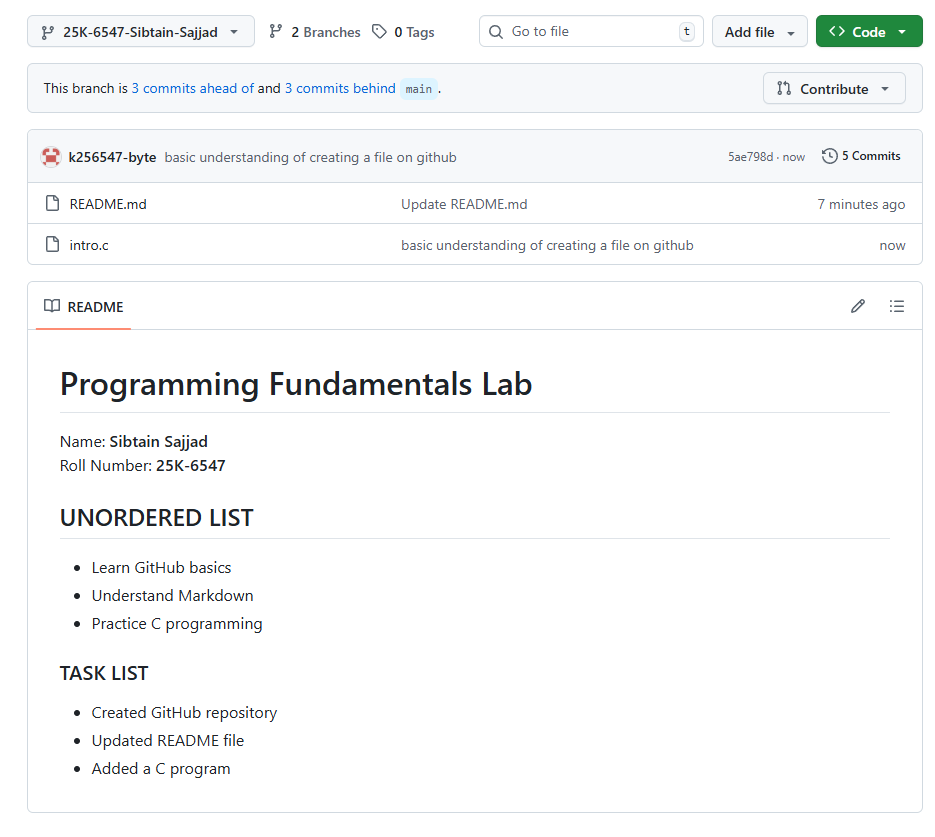 25K-6547-Sibtain-Sajjad 2 Branches 0 Tags Go to file t Add file Code
This branch is 3 commits ahead of and 3 commits behind main .
Contribute
k256547-byte basic understanding of creating a file on github 5ae798d · now 5 Commits
README.md Update README.md 7 minutes ago
intro.c basic understanding of creating a file on github now
README
Programming Fundamentals Lab
Name: Sibtain Sajjad
Roll Number: 25K-6547
UNORDERED LIST
• Learn GitHub basics
• Understand Markdown
• Practice C programming
TASK LIST
• Created GitHub repository
• Updated README file
• Added a C program